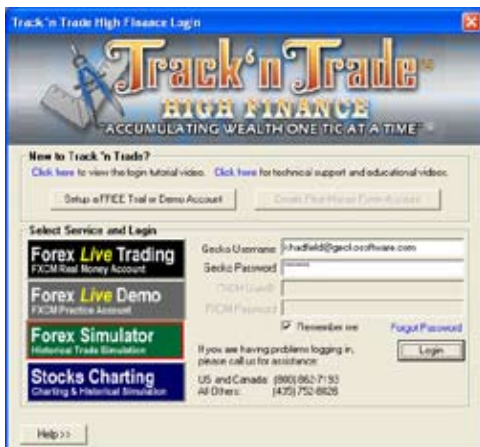 Track 'n Trade High Finance Login
Track 'n Trade™
HIGH FINANCE
"ACCUMULATING WEALTH ONE TIC AT A TIME"
New to Track 'n Trade?
Click here to view the login tutorial video. Click here for technical support and educational videos.
Setup a FREE Trial or Demo Account
Select Service and Login
Forex Live Trading
FXCM Real Money Account
Forex Live Demo
FXCM Practice Account
Forex Simulator
Historical Trade Simulation
Stocks Charting
Charting & Historical Simulation
Gecko Username
@geckosoftware.com
Gecko Password
FXCM UserID
FXCM Password
Remember me
Forgot Password
If you are having problems logging in,
please call us for assistance:
Login
US and Canada: (800) 862-7193
All Others: (435) 752-8026
Help >>